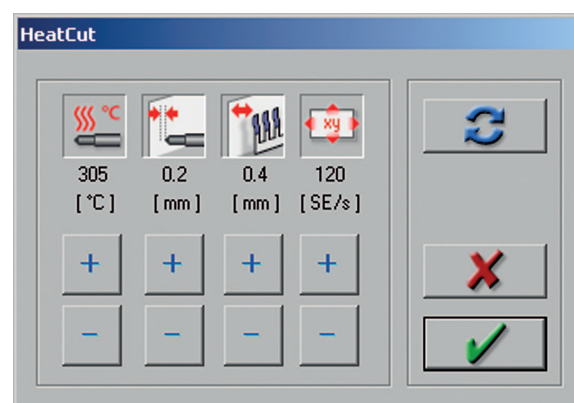 HeatCut
°C
xy
305 0.2 0.4 120
[ °C ] [ mm ] [ mm ] [ SE/s ]
+ + + +
- - - -